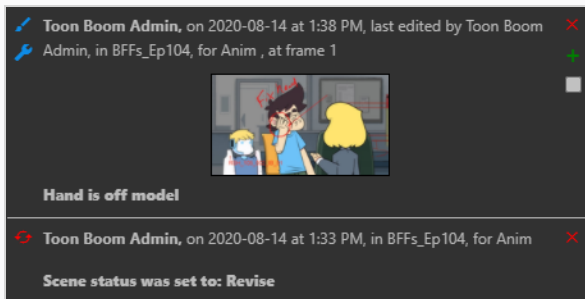 Toon Boom Admin, on 2020-08-14 at 1:38 PM, last edited by Toon Boom
Admin, in BFFs_Ep104, for Anim , at frame 1
Fix Hand
Hand is off model
Toon Boom Admin, on 2020-08-14 at 1:33 PM, in BFFs_Ep104, for Anim
Scene status was set to: Revise